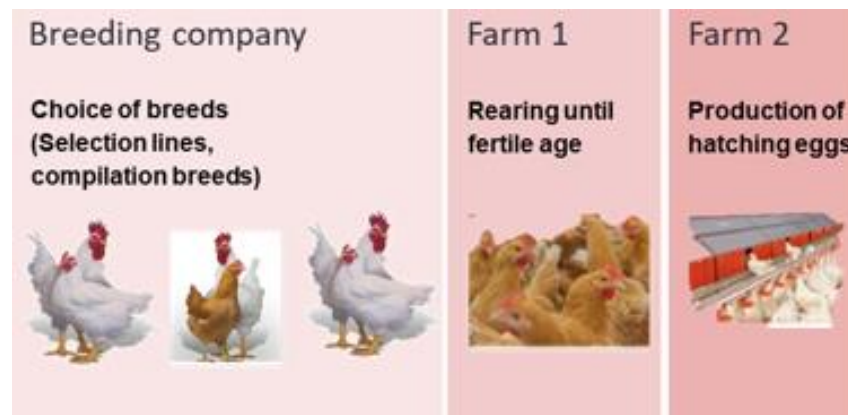 Breeding company
Choice of breeds
(Selection lines,
compilation breeds)
Farm 1
Rearing until
fertile age
Farm 2
Production of
hatching eggs